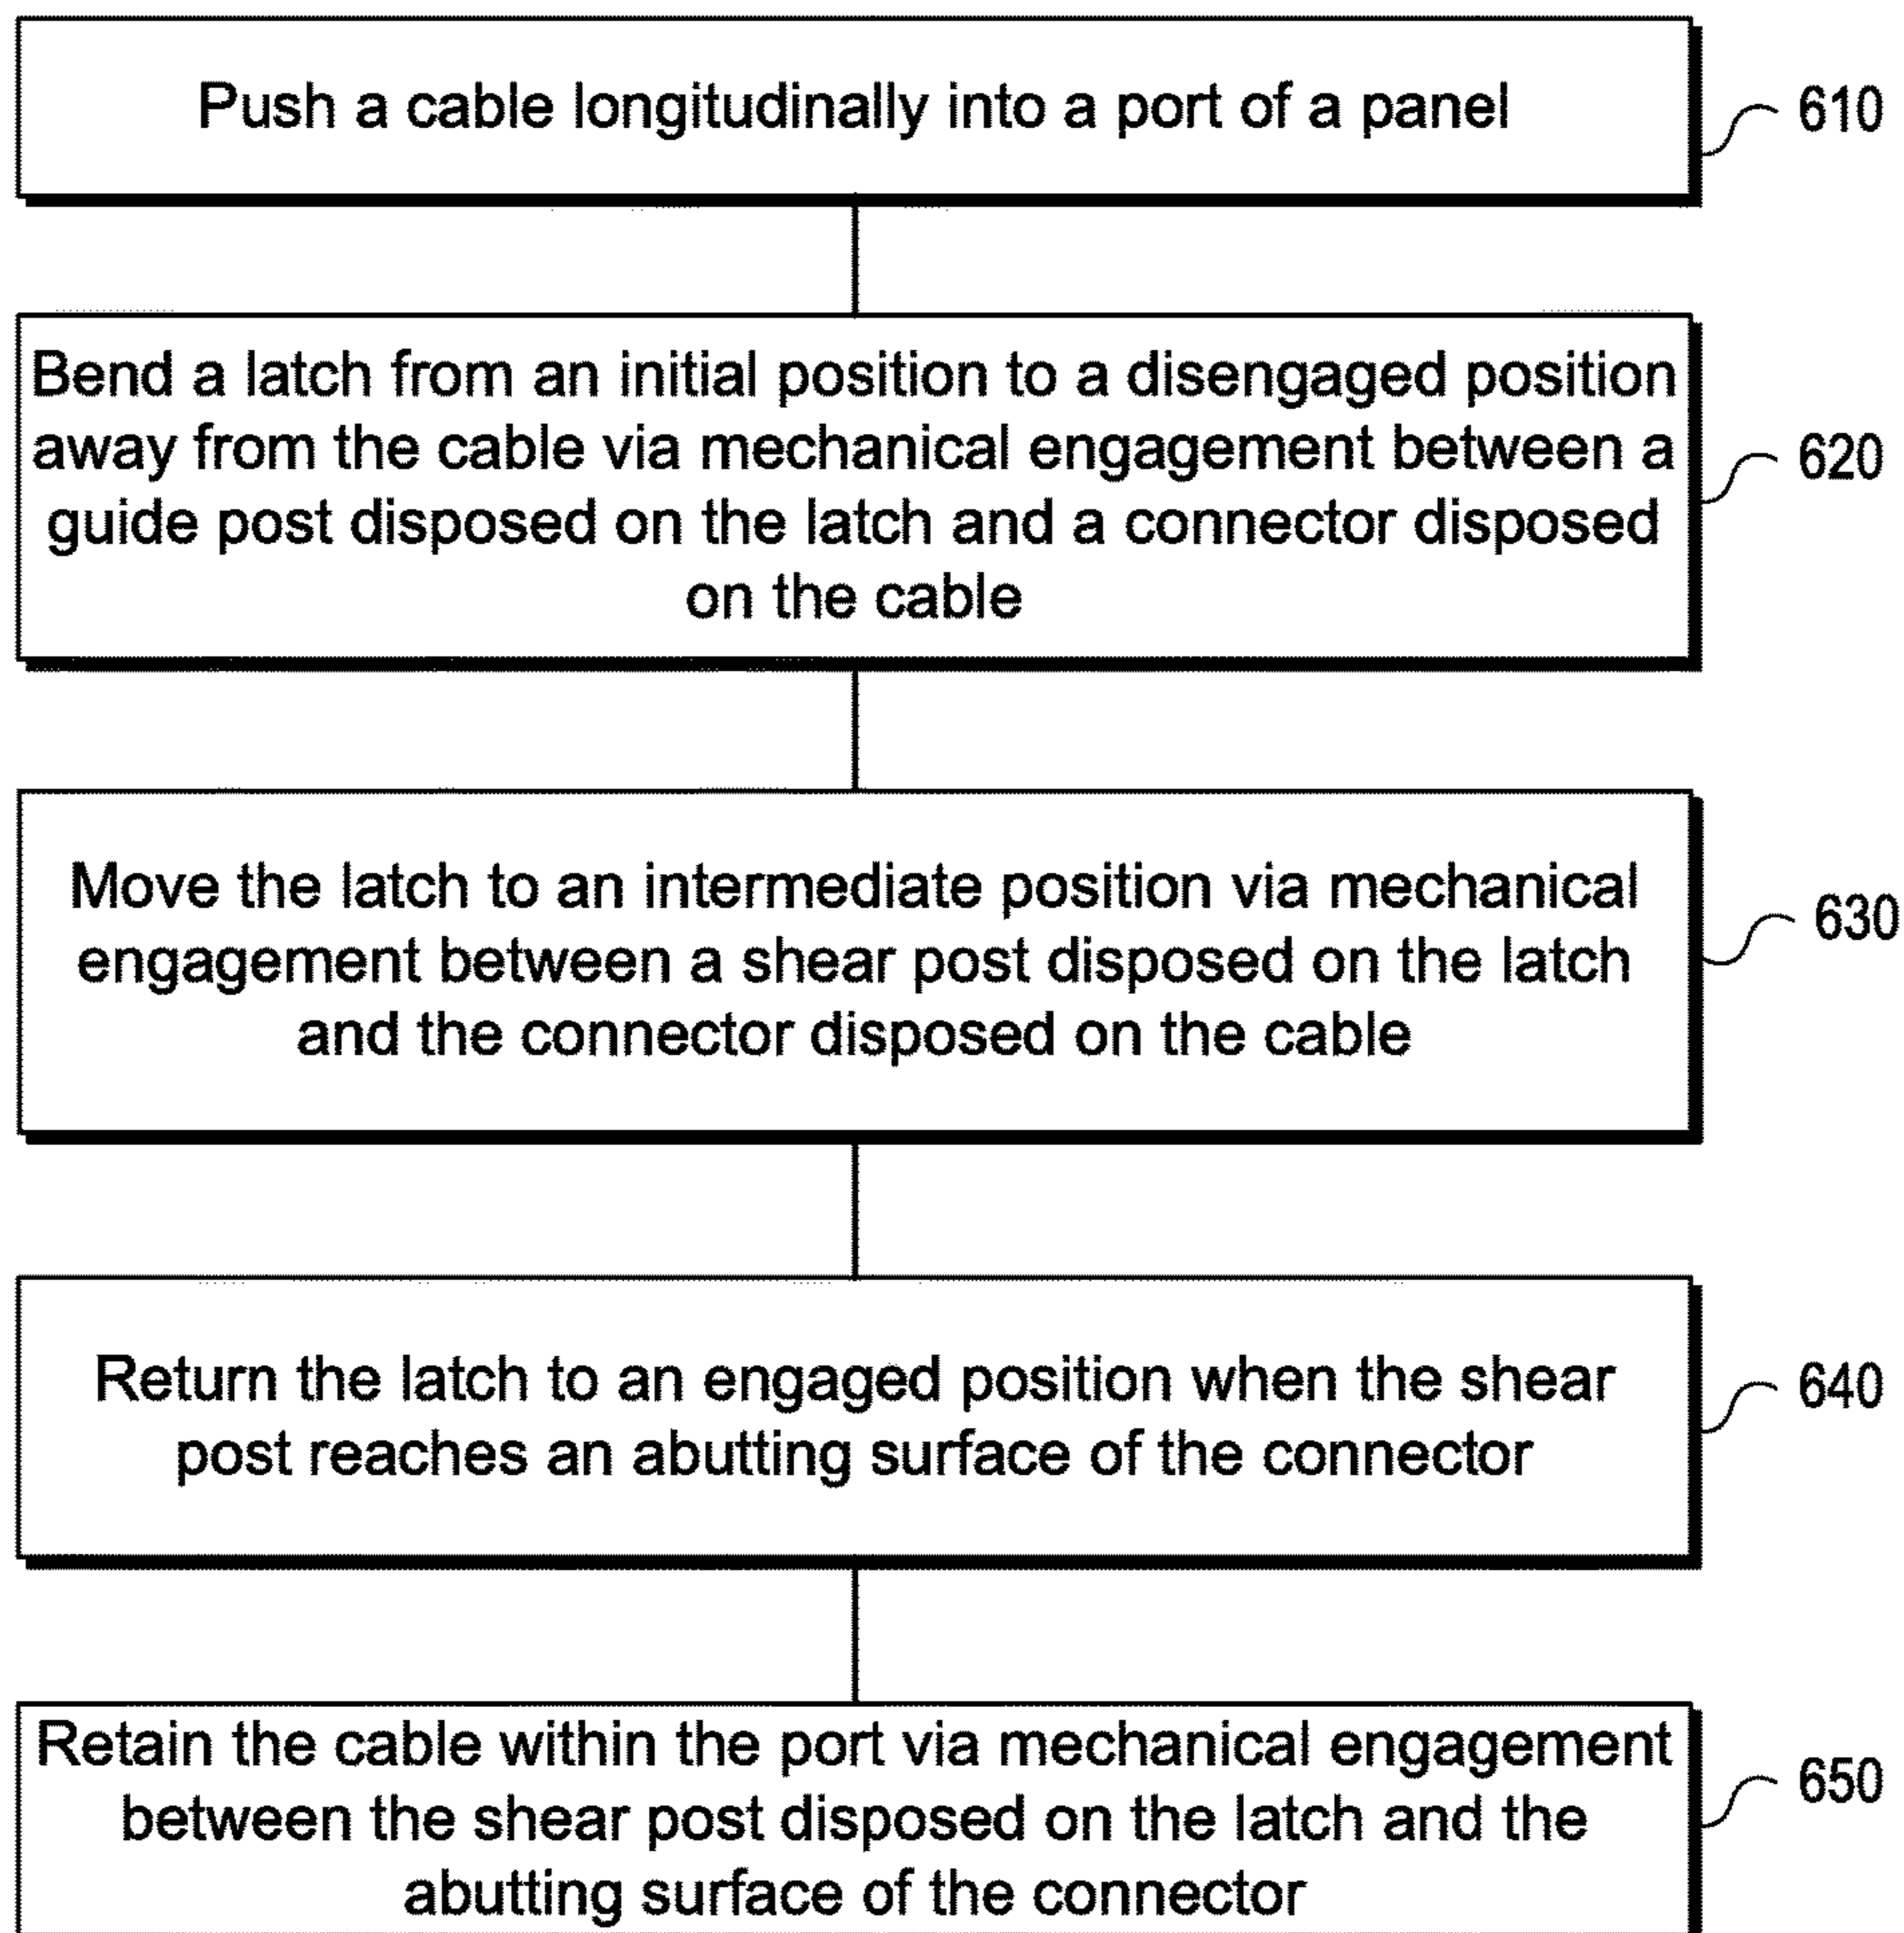 Push a cable longitudinally into a port of a panel
610
Bend a latch from an initial position to a disengaged position
away from the cable via mechanical engagement between a
guide post disposed on the latch and a connector disposed
on the cable
620
Move the latch to an intermediate position via mechanical
engagement between a shear post disposed on the latch
and the connector disposed on the cable
630
Return the latch to an engaged position when the shear
post reaches an abutting surface of the connector
640
Retain the cable within the port via mechanical engagement
between the shear post disposed on the latch and the
abutting surface of the connector
650